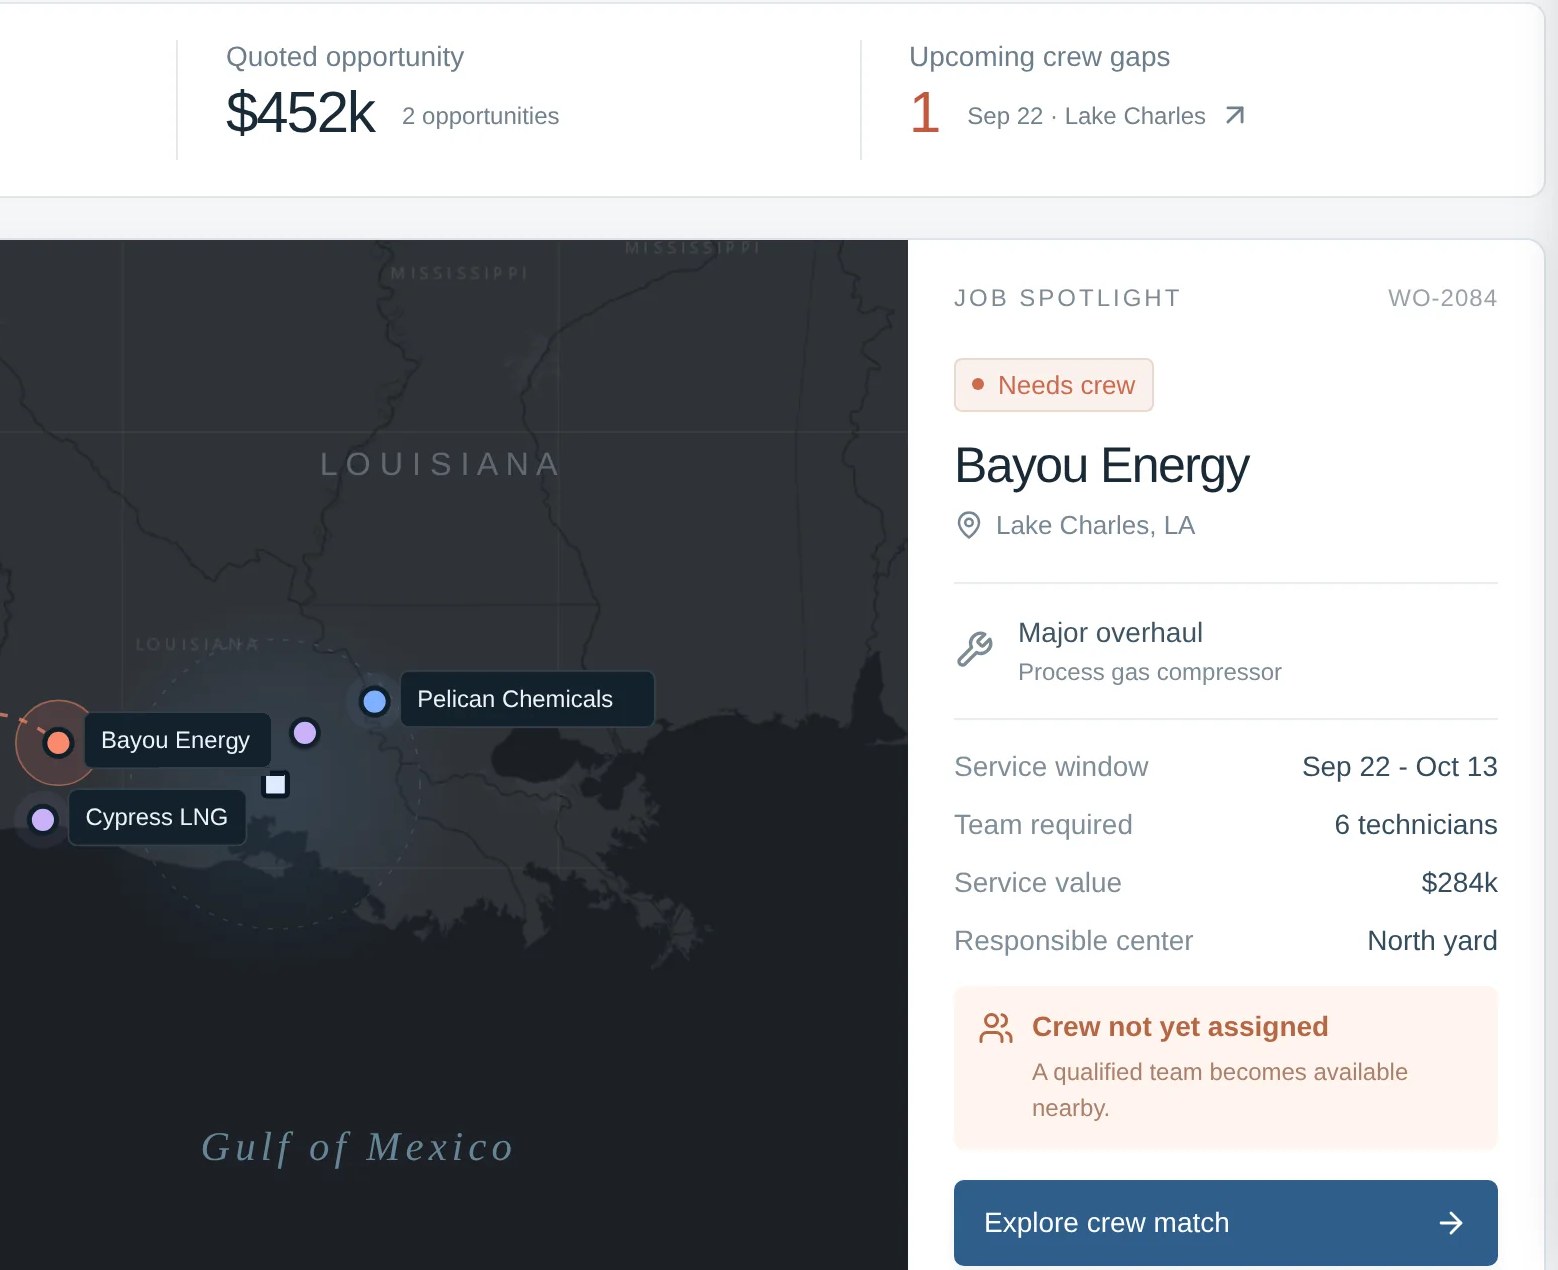 Quoted opportunity
$452k 2 opportunities
Upcoming crew gaps
1 Sep 22 · Lake Charles
MISSISSIPPI
MISSISSIPPI
LOUISIANA
LOUISIANA
Pelican Chemicals
Bayou Energy
Cypress LNG
Gulf of Mexico
JOB SPOTLIGHT WO-2084
Needs crew
Bayou Energy
Lake Charles, LA
Major overhaul
Process gas compressor
Service window Sep 22 - Oct 13
Team required 6 technicians
Service value $284k
Responsible center North yard
Crew not yet assigned
A qualified team becomes available
nearby.
Explore crew match